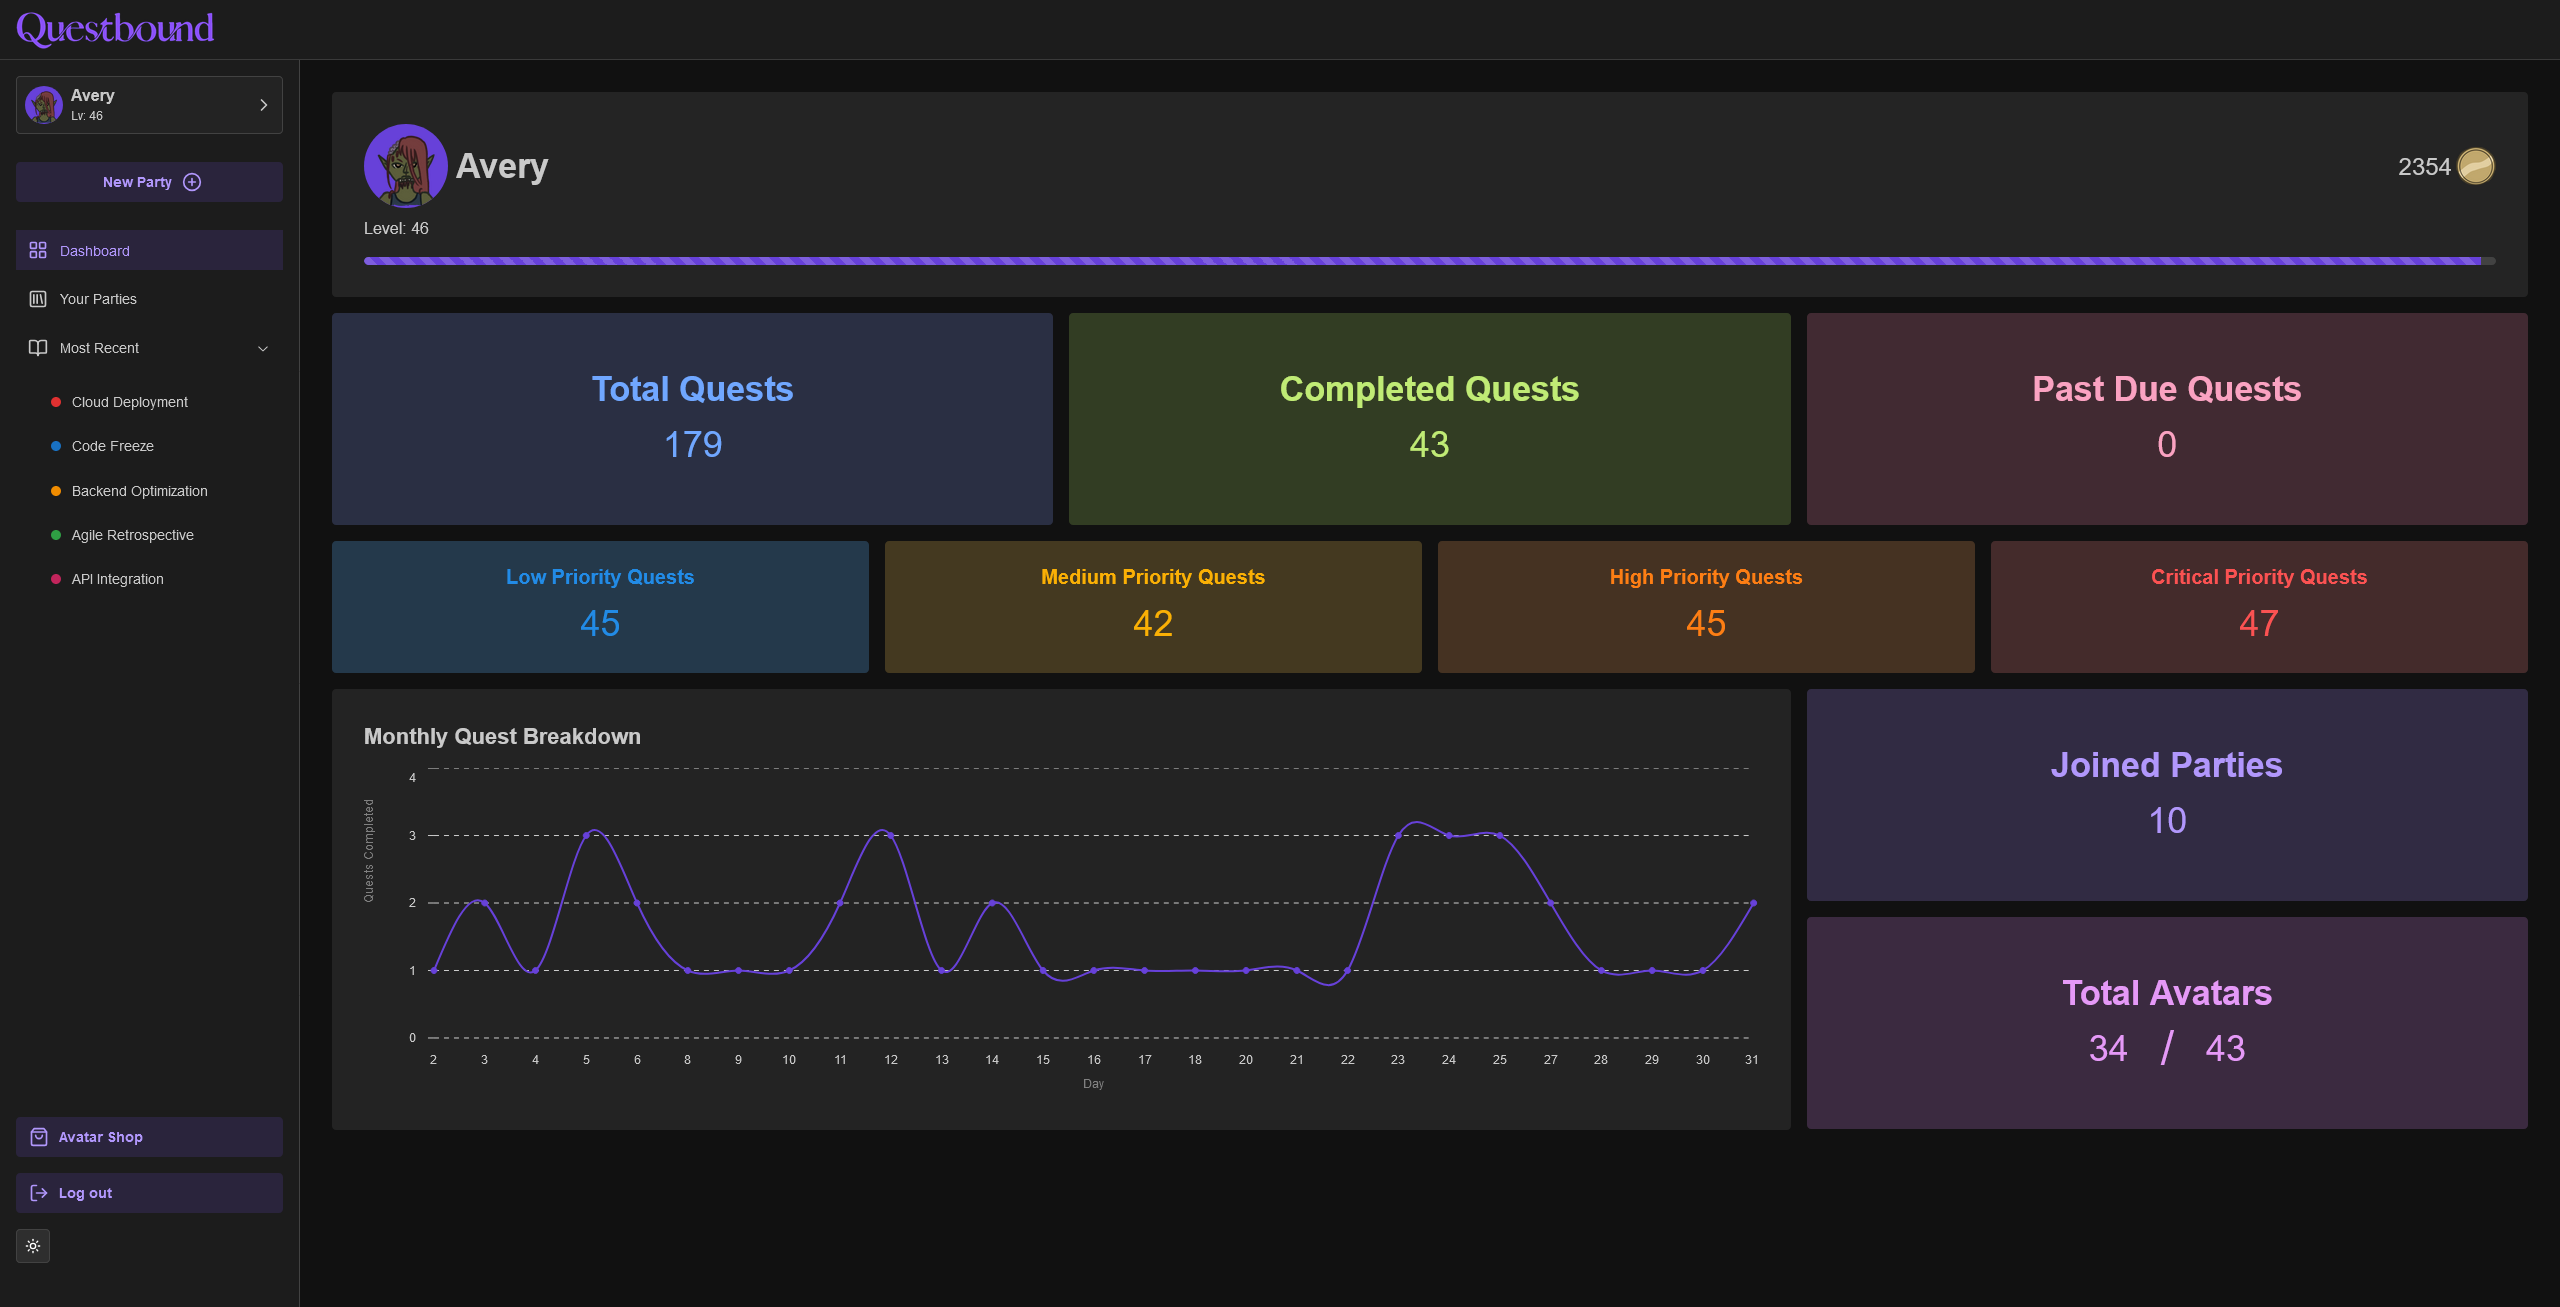 Questbound
Avery
Lv: 46
New Party
Dashboard
Your Parties
Most Recent
Cloud Deployment
Code Freeze
Backend Optimization
Agile Retrospective
API Integration
Avatar Shop
Log out
Avery
2354
Level: 46
Total Quests
179
Completed Quests
43
Past Due Quests
0
Low Priority Quests
45
Medium Priority Quests
42
High Priority Quests
45
Critical Priority Quests
47
Monthly Quest Breakdown
Quests Completed
4
3
2
1
0
2 3 4 5 6 8 9 10 11 12 13 14 15 16 17 18 20 21 22 23 24 25 27 28 29 30 31
Day
Joined Parties
10
Total Avatars
34 / 43